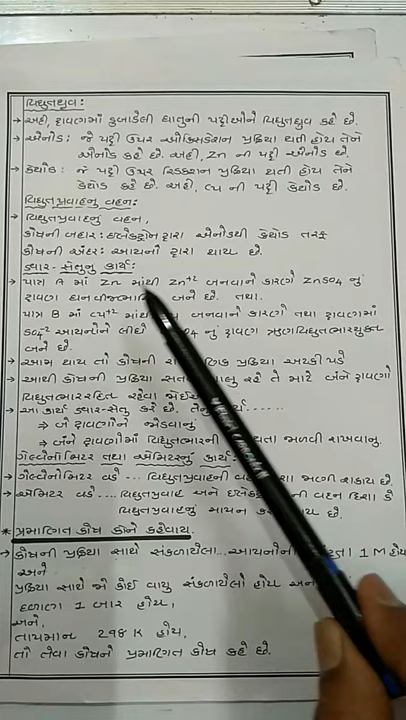 વિદ્યુતધ્રુવ:
→ અહીં, દ્રાવણમાં ડુબાડેલી ધાતુની પટ્ટીઓને વિદ્યુતધ્રુવ કહે છે.
→ એનોડ: જે પટ્ટી ઉપર ઓક્સિડેશન પ્રક્રિયા થતી હોય તેને
એનોડ કહે છે. અહીં, Zn ની પટ્ટી એનોડ છે.
→ કેથોડ: જે પટ્ટી ઉપર રિડક્શન પ્રક્રિયા થતી હોય તેને
કેથોડ કહે છે. અહીં, Cu ની પટ્ટી કેથોડ છે.
વિદ્યુતપ્રવાહનું વહન:
→ વિદ્યુતપ્રવાહનું વહન,
કોષની બહાર: ઇલેક્ટ્રોન દ્વારા એનોડથી કેથોડ તરફ
કોષની અંદર: આયનો દ્વારા થાય છે.
ક્ષાર-સેતુનું કાર્ય:
→ પાત્ર A માં Zn માંથી Zn+2 બનવાને કારણે ZnSO4 નું
દ્રાવણ બને છે. તથા.
પાત્ર B માં Cu+2 બનવાને કારણે તથા દ્રાવણમાં
SO4-2 આયનોને લીધે નું દ્રાવણ ઋણવિદ્યુતભારયુક્ત
બને છે.
→ આમ થાય તો કોષની પ્રક્રિયા અટકી પડે
→ આથી કોષની પ્રક્રિયા ચાલુ રહે તે માટે બંને દ્રાવણો
વિદ્યુતભારરહિત રહેવા
→ આ કાર્ય ક્ષાર-સેતુ કરે છે. ......
⇒ બે દ્રાવણોને જોડવાનું
⇒ બંને દ્રાવણોમાં વિદ્યુતભારની જાળવી રાખવાનું.
ગેલ્વેનોમિટર તથા એમિટરનું કાર્ય:
→ ગેલ્વેનોમિટર વડે ... વિદ્યુતપ્રવાહની જાણી શકાય છે.
→ એમિટર વડે .... વિદ્યુતપ્રવાહ અને વહન દિશા કે
વિદ્યુતપ્રવાહનું માપન છે.
* પ્રમાણિત કોષ કોને કહેવાય.
→ કોષની પ્રક્રિયા સાથે સંકળાયેલા.. આયનોની 1 M હોય
અને
પ્રક્રિયા સાથે જો કોઈ વાયુ સંકળાયેલો હોય
દબાણ 1 બાર હોય,
અને,
તાપમાન 298 K હોય,
તો તેવા કોષને પ્રમાણિત કોષ કહે છે.